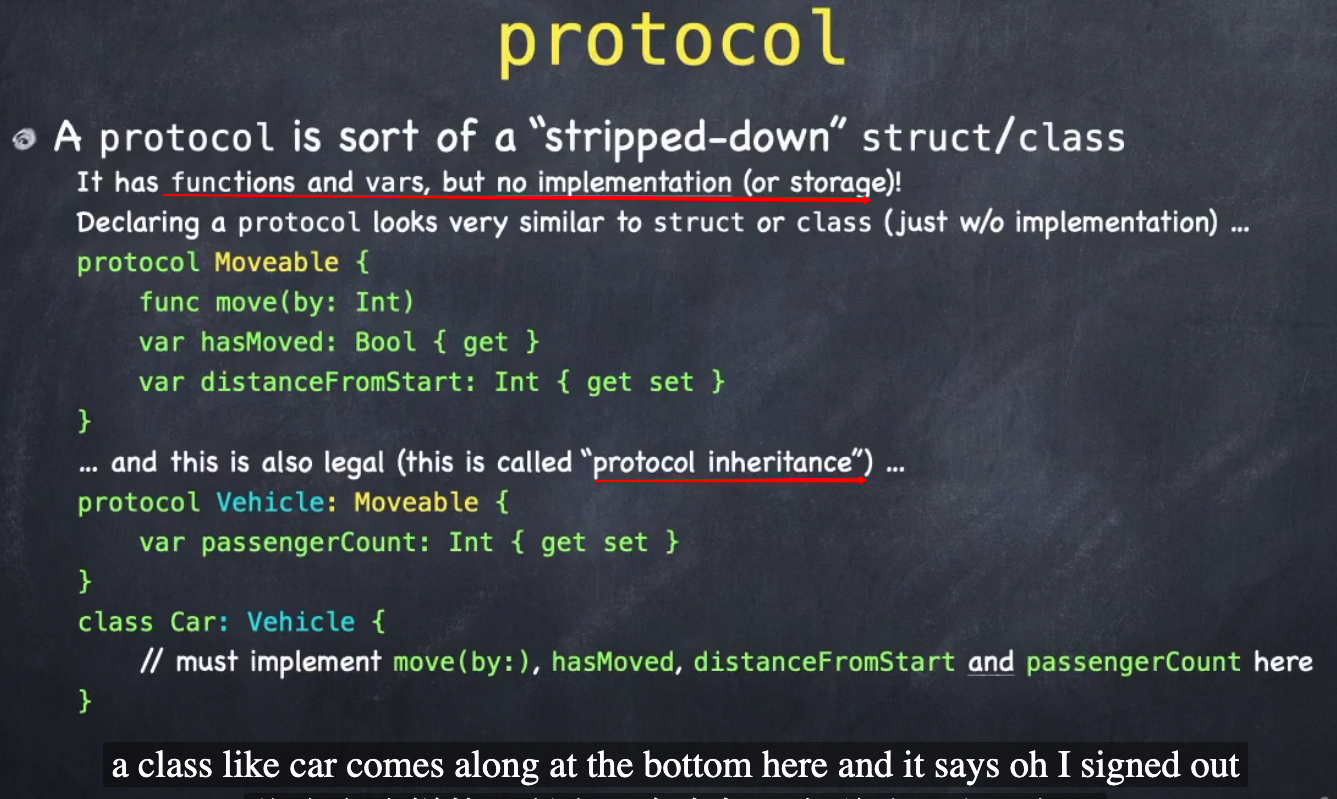 protocol
A protocol is sort of a “stripped-down” struct/class
It has functions and vars, but no implementation (or storage)!
Declaring a protocol looks very similar to struct or class (just w/o implementation) ...
protocol Moveable {
func move(by: Int)
var hasMoved: Bool { get }
var distanceFromStart: Int { get set }
}
... and this is also legal (this is called “protocol inheritance”) ...
protocol Vehicle: Moveable {
var passengerCount: Int { get set }
}
class Car: Vehicle {
// must implement move(by:), hasMoved, distanceFromStart and passengerCount here
}
a class like car comes along at the bottom here and it says oh I signed out